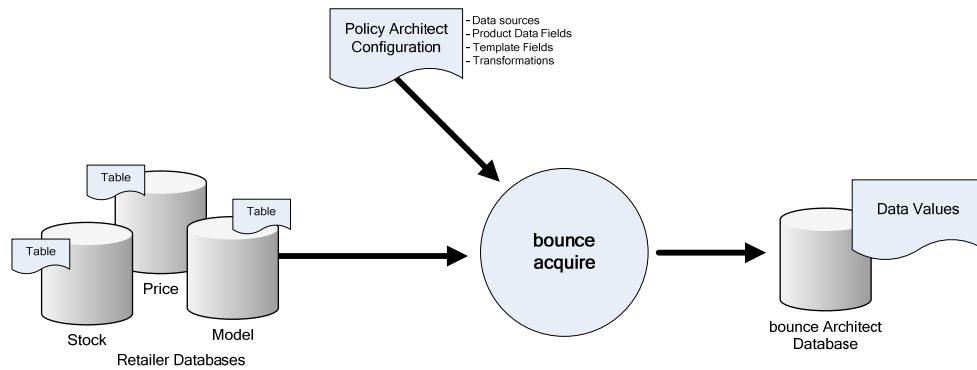 Policy Architect
Configuration
- Data sources
- Product Data Fields
- Template Fields
- Transformations
Table
Table
Table
Price
Stock
Model
Retailer Databases
bounce
acquire
Data Values
bounce Architect
Database